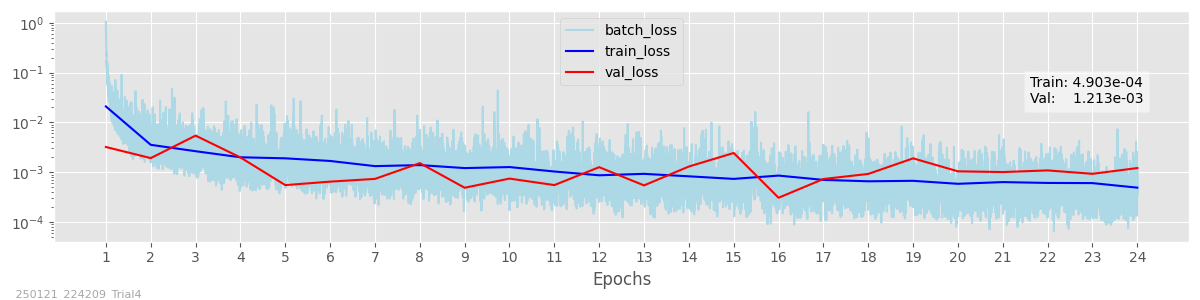 10⁰
10⁻¹
10⁻²
10⁻³
10⁻⁴
batch_loss
train_loss
val_loss
Train: 4.903e-04
Val: 1.213e-03
1 2 3 4 5 6 7 8 9 10 11 12 13 14 15 16 17 18 19 20 21 22 23 24
Epochs
250121_224209_Trial4